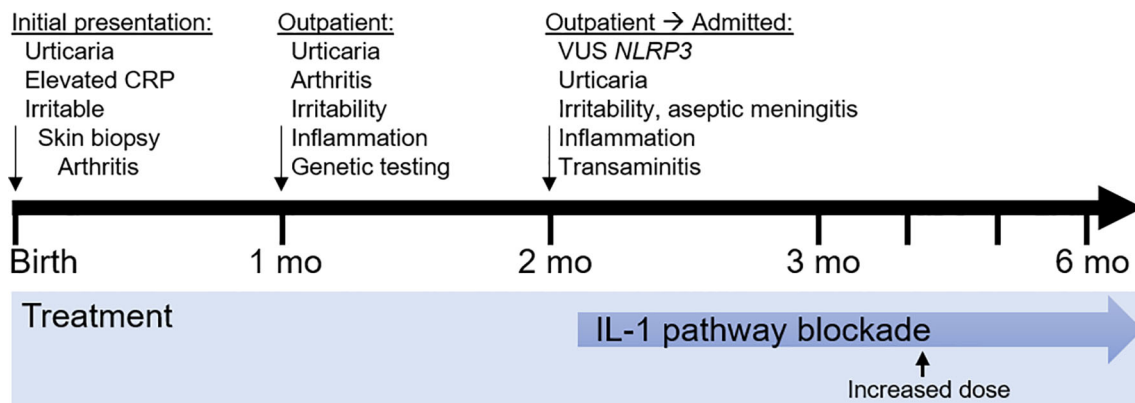 Initial presentation:
Urticaria
Elevated CRP
Irritable
Skin biopsy
Arthritis
Outpatient:
Urticaria
Arthritis
Irritability
Inflammation
Genetic testing
Outpatient → Admitted:
VUS NLRP3
Urticaria
Irritability, aseptic meningitis
Inflammation
Transaminitis
Birth
1 mo
2 mo
3 mo
6 mo
Treatment
IL-1 pathway blockade
Increased dose